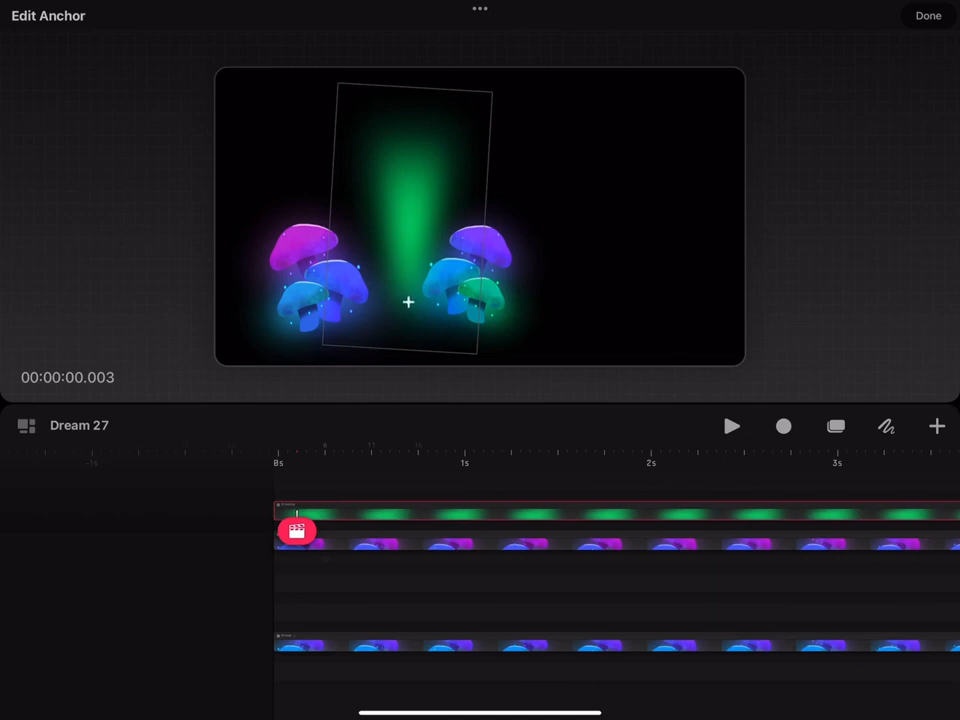 Edit Anchor
Done
00:00:00.003
Dream 27
0s
1s
2s
3s